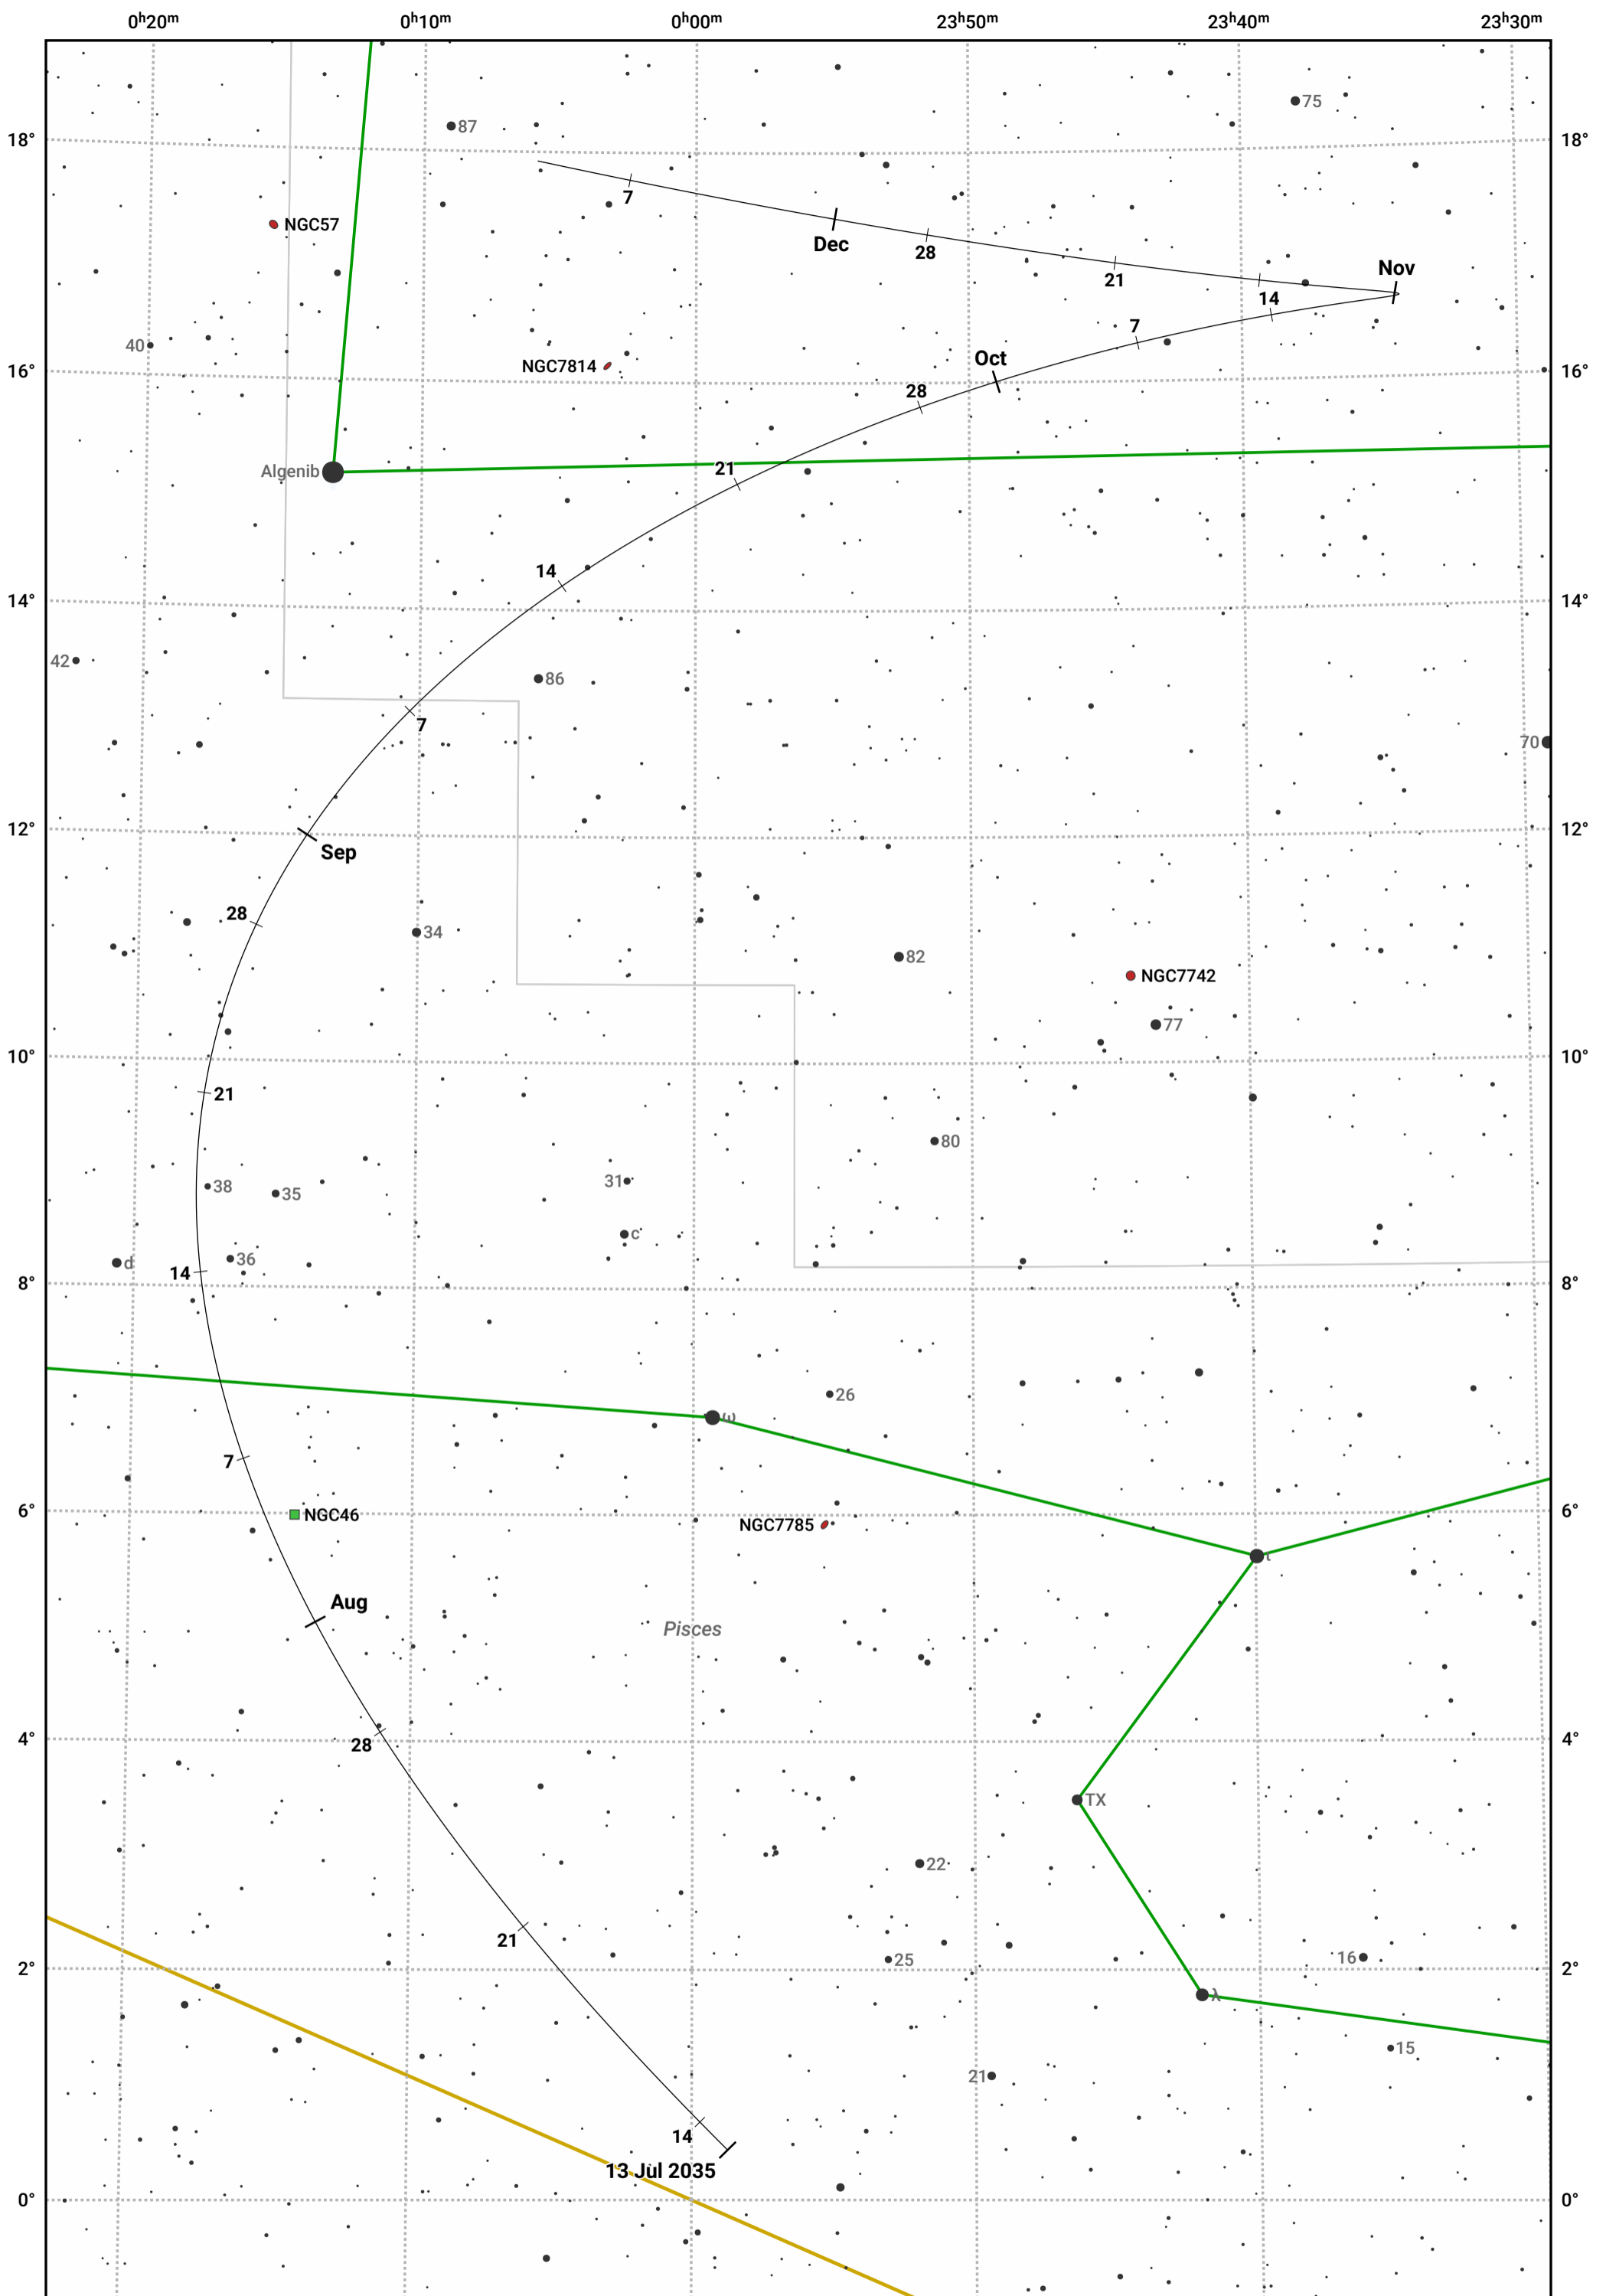 0h20m 0h10m 0h00m 23h50m 23h40m 23h30m
75
87
18° 18°
7
NGC57
Dec
28
Nov
21
14
7
40
NGC7814
Oct
16° 16°
28
21
Algenib
14
14° 14°
42
86
7
70
12° 12°
Sep
28
34
82
NGC7742
77
10° 10°
21
80
31
38
35
c
36
d
14
8° 8°
26
ω
7
6° NGC46 6°
NGC7785
ι
Aug
Pisces
4° 4°
28
TX
22
21
25
16
2° 2°
λ
15
21
14
13 Jul 2035
0° 0°